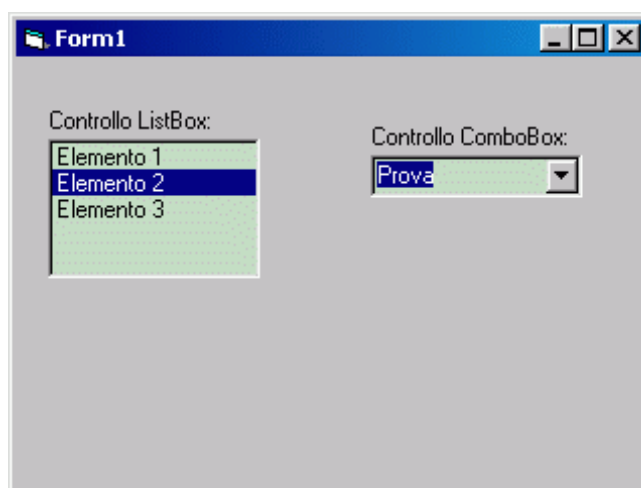 Form1
Controllo ListBox:
Elemento 1
Elemento 2
Elemento 3
Controllo ComboBox:
Prova